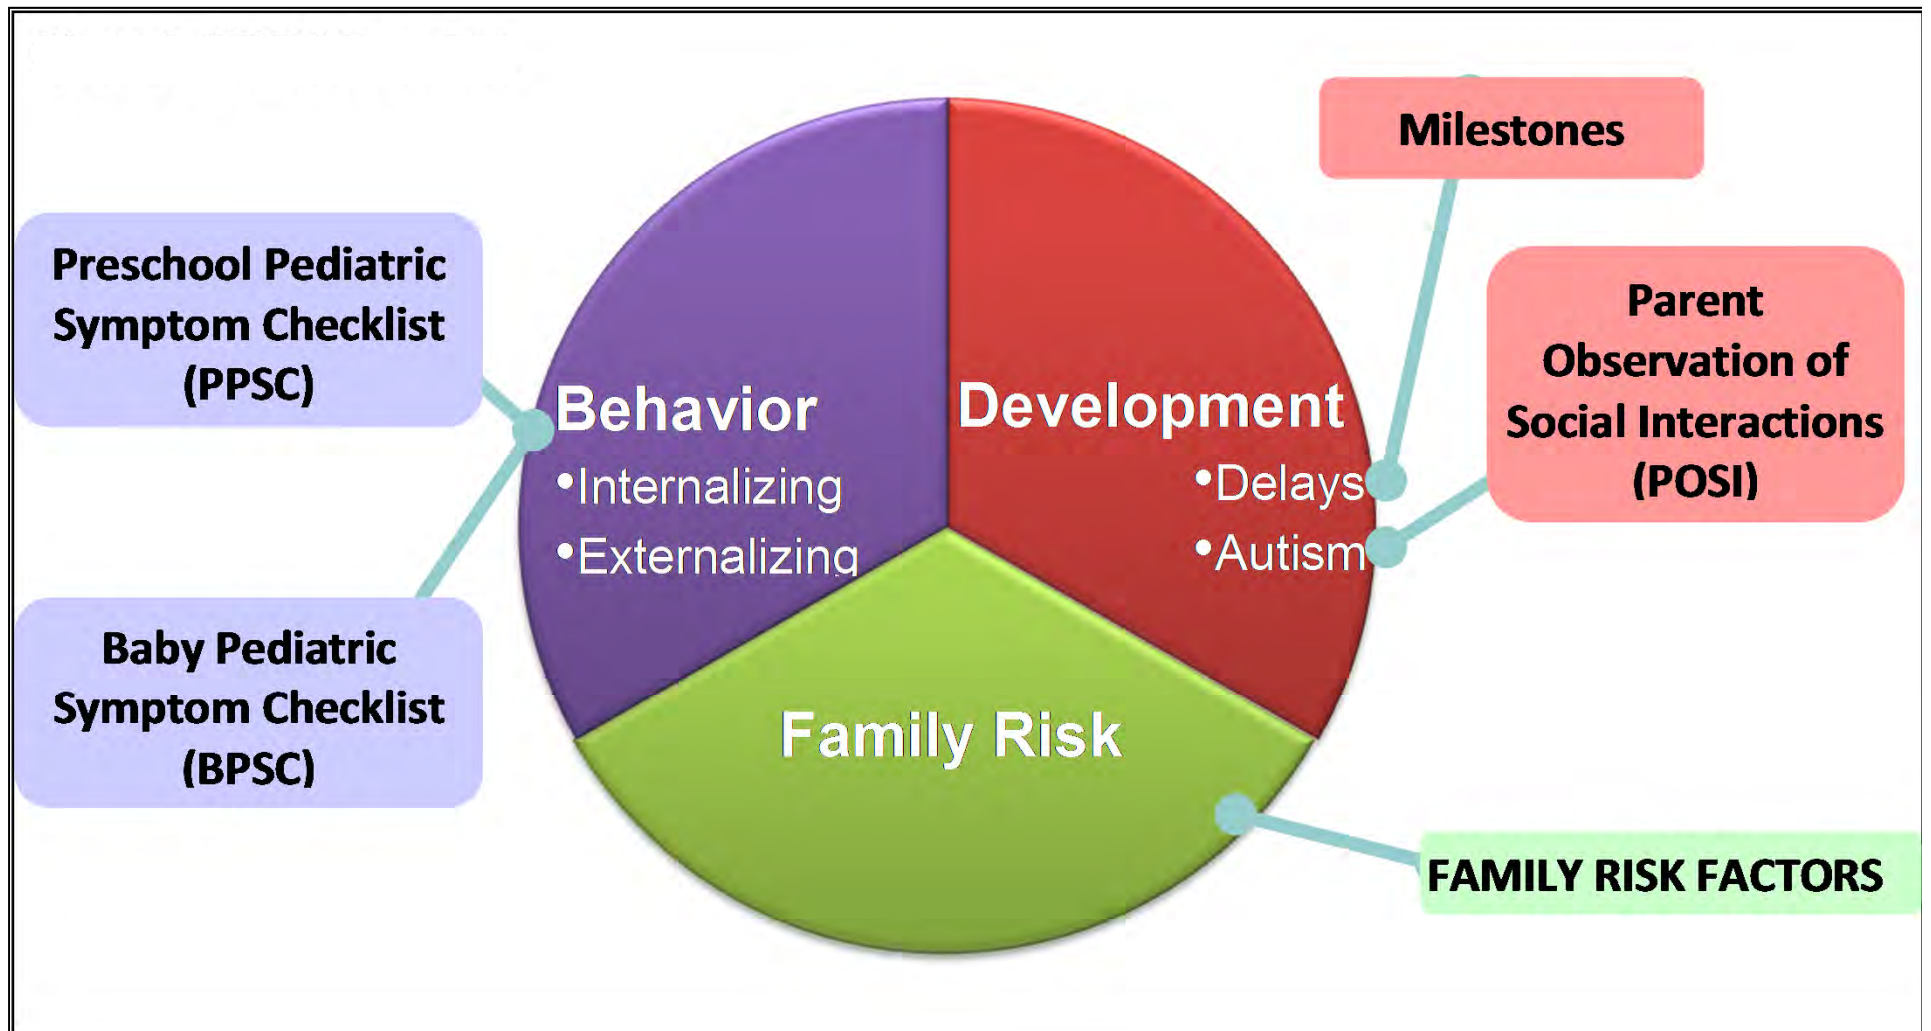 Preschool Pediatric
Symptom Checklist
(PPSC)
Baby Pediatric
Symptom Checklist
(BPSC)
Behavior
•Internalizing
•Externalizing
Development
•Delays
•Autism
Family Risk
Milestones
Parent
Observation of
Social Interactions
(POSI)
FAMILY RISK FACTORS